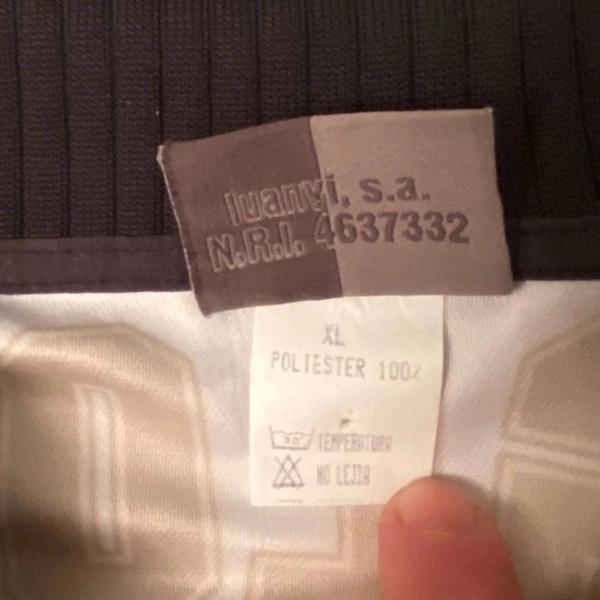 luanvi, s.a.
N.R.I. 4637332
XL
POLIESTER 100%
30° TEMPERATURA
NO LEJIA